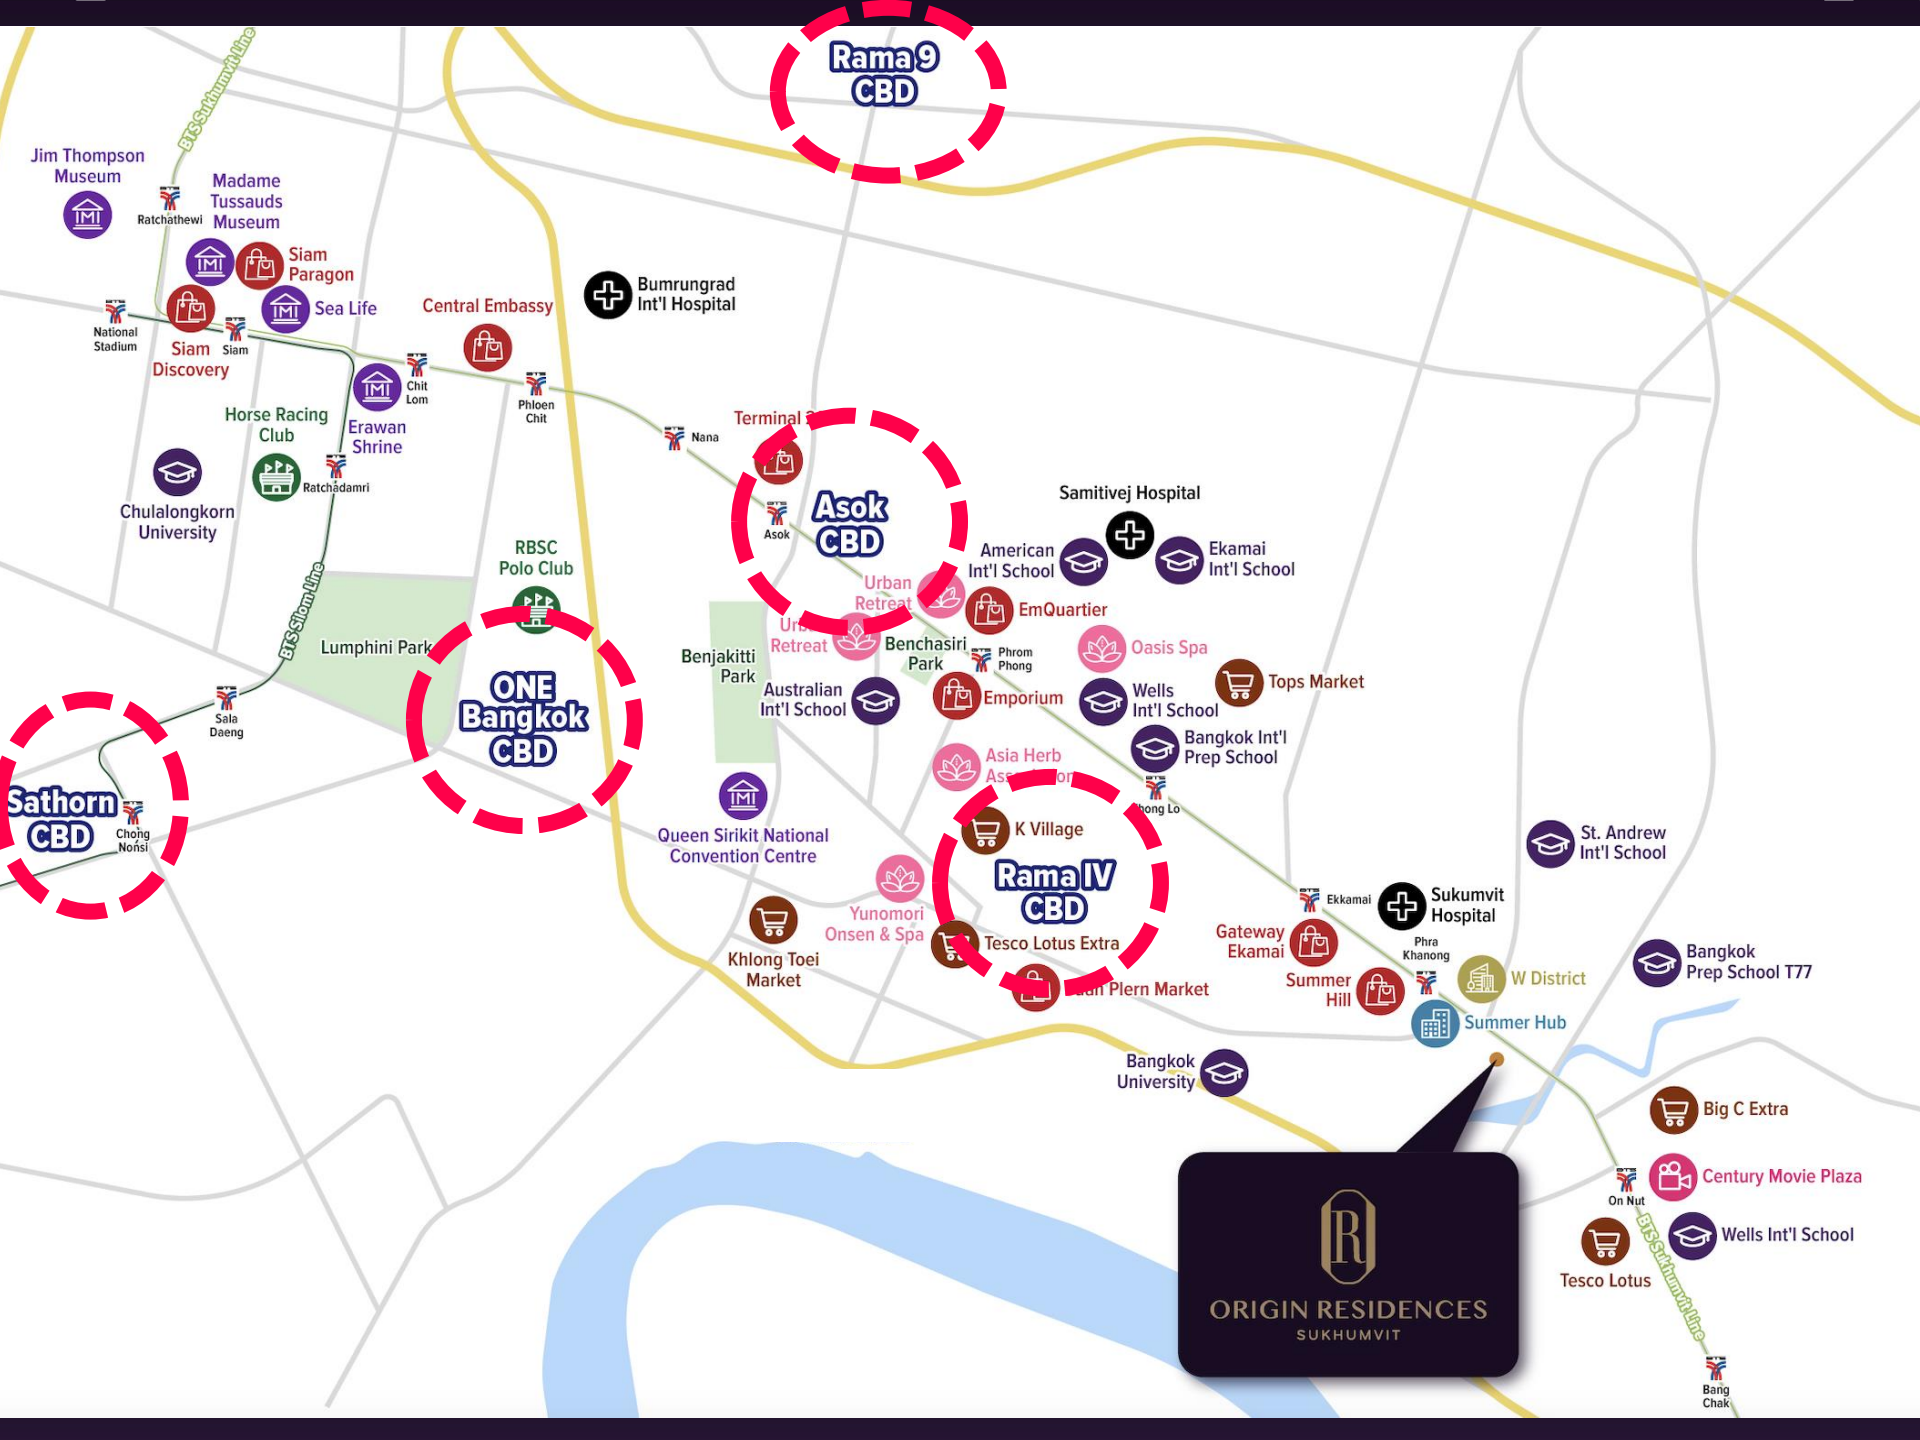 Rama 9
CBD
BTS Sukhumvit Line
Jim Thompson
Museum
Ratchathewi
Madame
Tussauds
Museum
Siam
Paragon
Sea Life
National
Stadium
Siam
Discovery
Siam
Central Embassy
Bumrungrad
Int'l Hospital
Chit
Lom
Phloen
Chit
Erawan
Shrine
Horse Racing
Club
Ratchadamri
Chulalongkorn
University
Nana
Terminal
Asok
Asok
CBD
Samitivej Hospital
American
Int'l School
Ekamai
Int'l School
RBSC
Polo Club
BTS Silom Line
Lumphini Park
Urban
Retreat
EmQuartier
Retreat
Benchasiri
Park
Phrom
Phong
Oasis Spa
Benjakitti
Park
Australian
Int'l School
Emporium
Wells
Int'l School
Tops Market
Bangkok Int'l
Prep School
ONE
Bangkok
CBD
Sala
Daeng
Sathorn
CBD
Chong
Nonsi
Asia Herb
Queen Sirikit National
Convention Centre
K Village
Rama IV
CBD
Yunomori
Onsen & Spa
Tesco Lotus Extra
Plern Market
Khlong Toei
Market
St. Andrew
Int'l School
Ekkamai
Sukumvit
Hospital
Gateway
Ekamai
Phra
Khanong
Summer
Hill
W District
Bangkok
Prep School T77
Summer Hub
Bangkok
University
Big C Extra
Century Movie Plaza
On Nut
Wells Int'l School
Tesco Lotus
BTS Sukhumvit Line
Bang
Chak
R
ORIGIN RESIDENCES
SUKHUMVIT